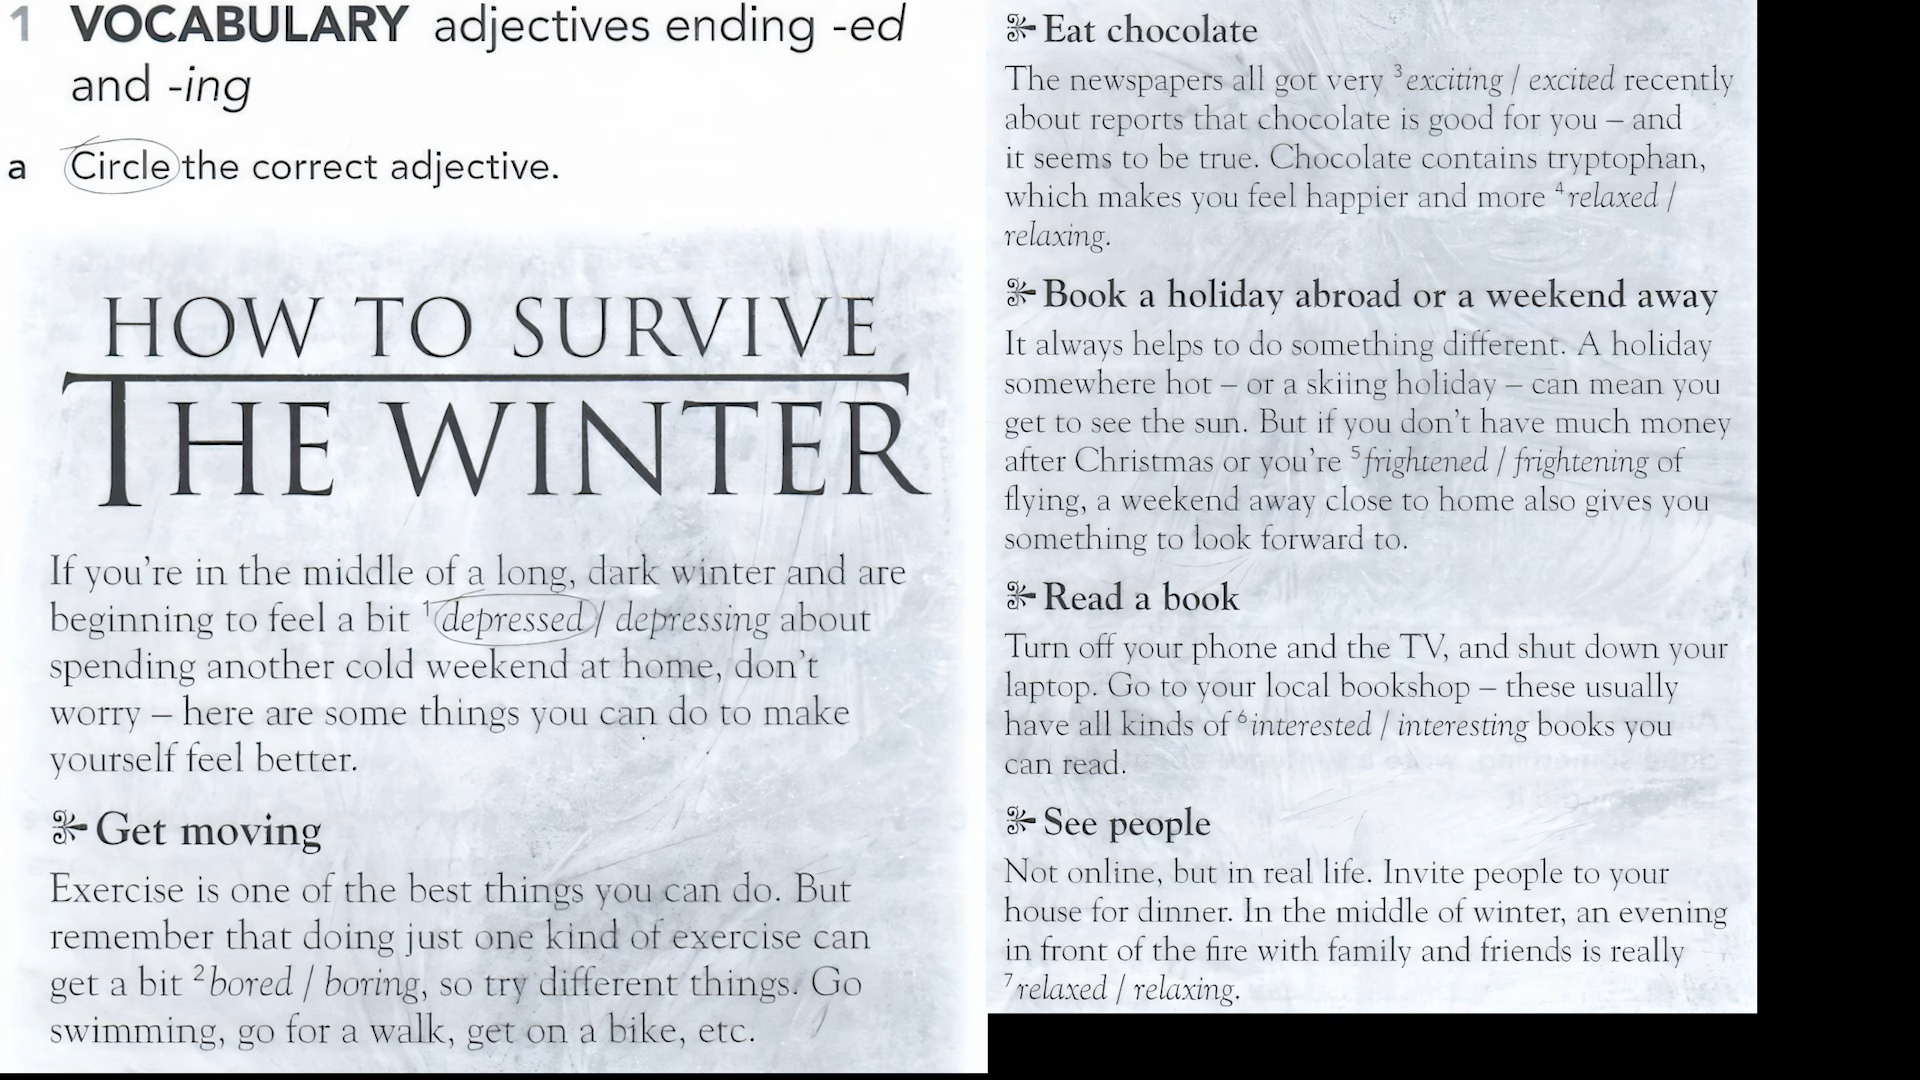 1 VOCABULARY adjectives ending -ed
and -ing
a Circle the correct adjective.
HOW TO SURVIVE
THE WINTER
If you're in the middle of a long, dark winter and are
beginning to feel a bit ¹depressed / depressing about
spending another cold weekend at home, don't
worry – here are some things you can do to make
yourself feel better.
Get moving
Exercise is one of the best things you can do. But
remember that doing just one kind of exercise can
get a bit ²bored / boring, so try different things. Go
swimming, go for a walk, get on a bike, etc.
Eat chocolate
The newspapers all got very ³exciting / excited recently
about reports that chocolate is good for you – and
it seems to be true. Chocolate contains tryptophan,
which makes you feel happier and more ⁴relaxed /
relaxing.
Book a holiday abroad or a weekend away
It always helps to do something different. A holiday
somewhere hot – or a skiing holiday – can mean you
get to see the sun. But if you don't have much money
after Christmas or you're ⁵frightened / frightening of
flying, a weekend away close to home also gives you
something to look forward to.
Read a book
Turn off your phone and the TV, and shut down your
laptop. Go to your local bookshop – these usually
have all kinds of ⁶interested / interesting books you
can read.
See people
Not online, but in real life. Invite people to your
house for dinner. In the middle of winter, an evening
in front of the fire with family and friends is really
⁷relaxed / relaxing.